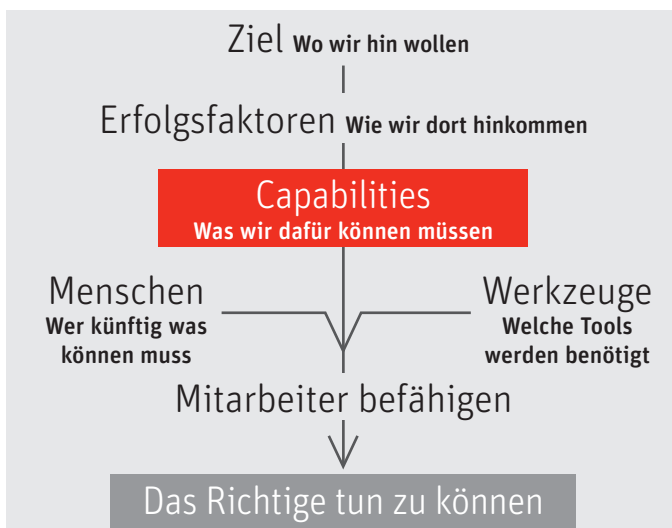 Ziel Wo wir hin wollen
Erfolgsfaktoren Wie wir dort hinkommen
Capabilities
Was wir dafür können müssen
Menschen
Wer künftig was
können muss
Werkzeuge
Welche Tools
werden benötigt
Mitarbeiter befähigen
Das Richtige tun zu können